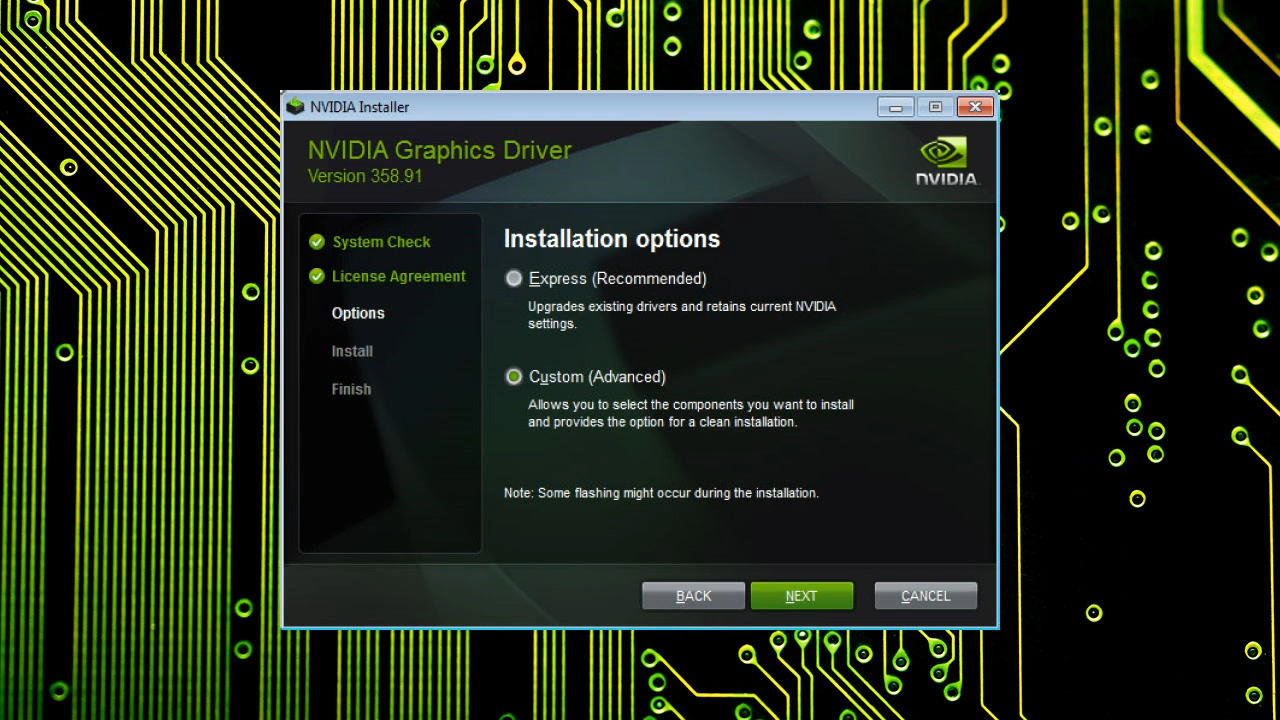 NVIDIA Installer
NVIDIA Graphics Driver
Version 358.91
NVIDIA.
System Check
License Agreement
Options
Install
Finish
Installation options
Express (Recommended)
Upgrades existing drivers and retains current NVIDIA
settings.
Custom (Advanced)
Allows you to select the components you want to install
and provides the option for a clean installation.
Note: Some flashing might occur during the installation.
BACK
NEXT
CANCEL